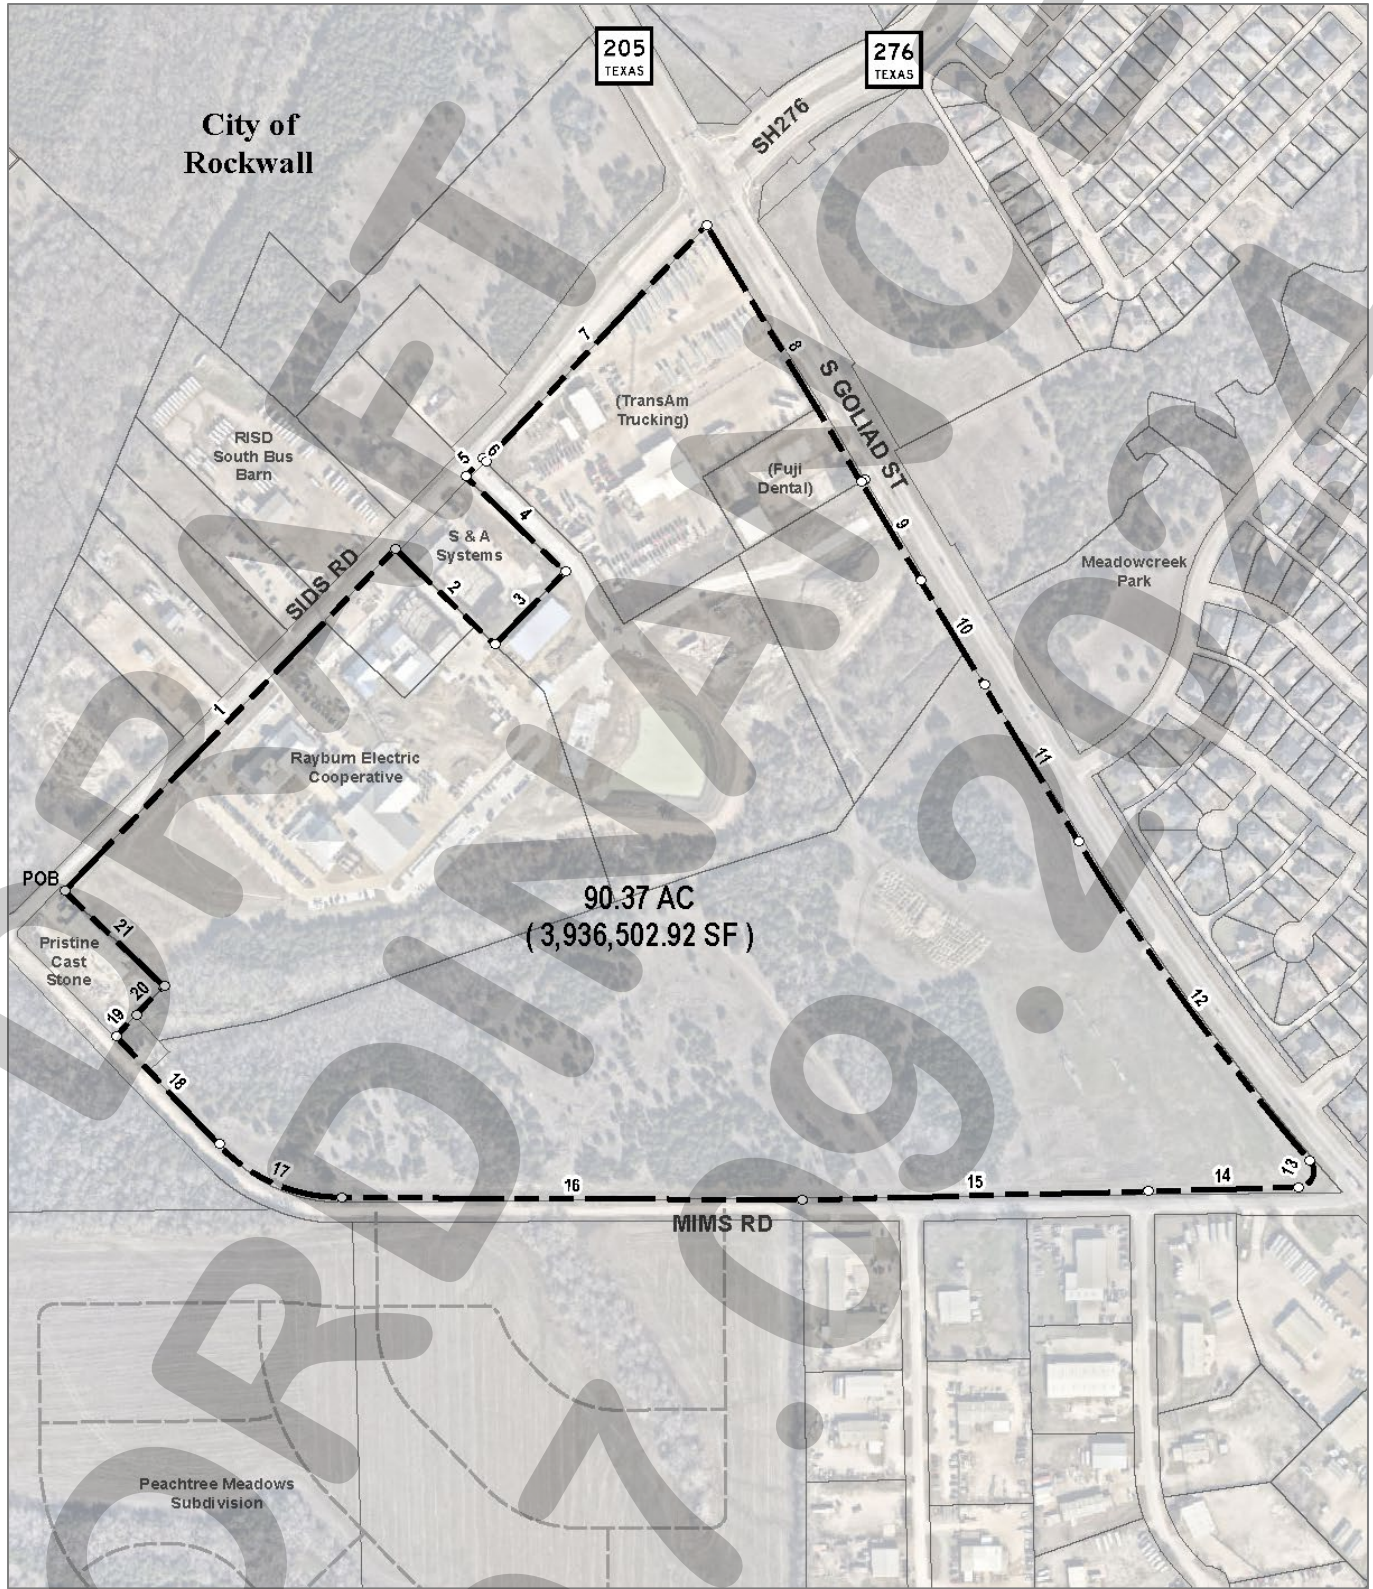 205
TEXAS
276
TEXAS
City of
Rockwall
SH276
7
(TransAm
Trucking)
8
S GOLIAD ST
RISD
South Bus
Barn
5
6
(Fuji
Dental)
4
9
S & A
Systems
SIDS RD
2
3
Meadowcreek
Park
10
1
11
Rayburn Electric
Cooperative
POB
90.37 AC
( 3,936,502.92 SF )
21
Pristine
Cast
Stone
20
19
12
18
17
16
15
14
13
MIMS RD
Peachtree Meadows
Subdivision
DRAFT
ORDINANCE